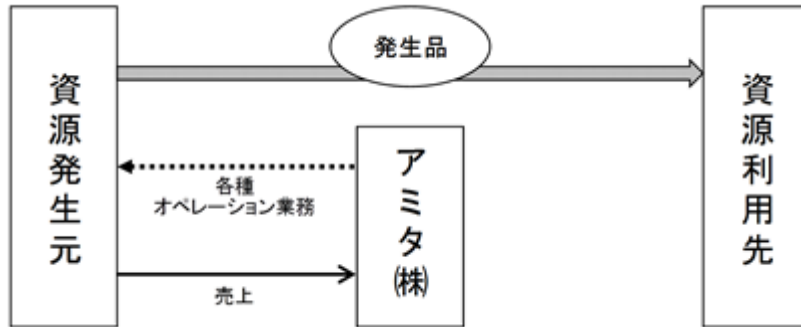 発生品
資源発生元
各種
オペレーション業務
売上
アミタ㈱
資源利用先